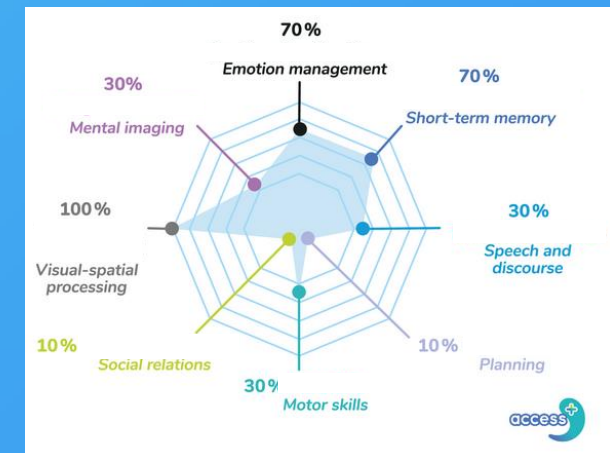 70%
Emotion management
30%
Mental imaging
70%
Short-term memory
100%
Visual-spatial
processing
30%
Speech and
discourse
10%
Social relations
10%
Planning
30%
Motor skills
access+